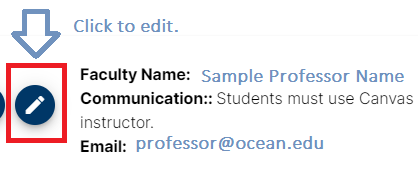 Click to edit.
Faculty Name: Sample Professor Name
Communication:: Students must use Canvas
instructor.
Email: professor@ocean.edu